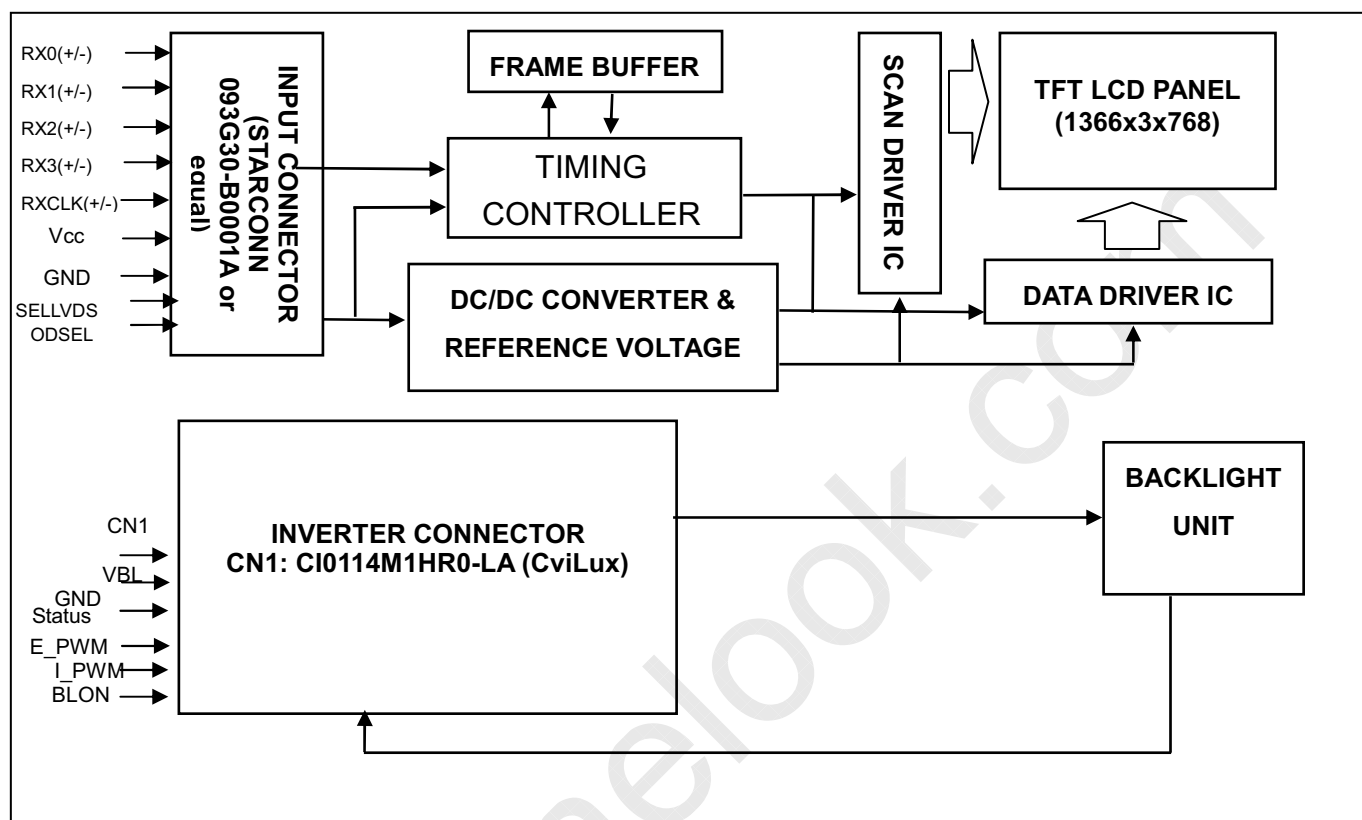 RX0(+/-)
RX1(+/-)
RX2(+/-)
RX3(+/-)
RXCLK(+/-)
Vcc
GND
SELLVDS
ODSEL
INPUT CONNECTOR
(STARCONN
093G30-B0001A or
equal)
FRAME BUFFER
TIMING
CONTROLLER
DC/DC CONVERTER &
REFERENCE VOLTAGE
SCAN DRIVER IC
TFT LCD PANEL
(1366x3x768)
DATA DRIVER IC
CN1
VBL
GND
Status
E_PWM
I_PWM
BLON
INVERTER CONNECTOR
CN1: CI0114M1HR0-LA (CviLux)
BACKLIGHT
UNIT
elook.com